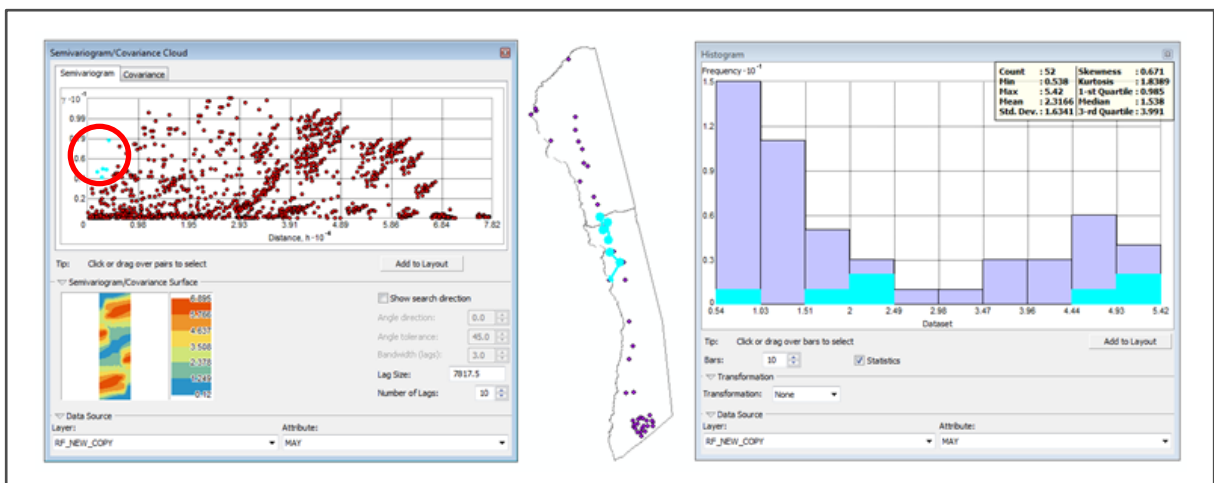 Semivariogram/Covariance Cloud
Semivariogram Covariance
γ ·10⁻¹
0.99
0.6
0.2
0 0.98 1.95 2.93 3.91 4.89 5.86 6.84 7.82
Distance, h ·10⁻⁴
Tip: Click or drag over pairs to select Add to Layout
Semivariogram/Covariance Surface
6.895
5.766
4.637
3.508
2.378
1.249
0.12
Show search direction
Angle direction: 0.0
Angle tolerance: 45.0
Bandwidth (lags): 3.0
Lag Size: 7817.5
Number of Lags: 10
Data Source
Layer: Attribute:
RF_NEW_COPY MAY
Histogram
Frequency ·10⁻¹
Count : 52 Skewness : 0.671
Min : 0.538 Kurtosis : 1.8389
Max : 5.42 1-st Quartile : 0.985
Mean : 2.3166 Median : 1.538
Std. Dev. : 1.6341 3-rd Quartile : 3.991
1.5
1.2
0.9
0.6
0.3
0
0.54 1.03 1.51 2 2.49 2.98 3.47 3.96 4.44 4.93 5.42
Dataset
Tip: Click or drag over bars to select Add to Layout
Bars: 10 Statistics
Transformation
Transformation: None
Data Source
Layer: Attribute:
RF_NEW_COPY MAY